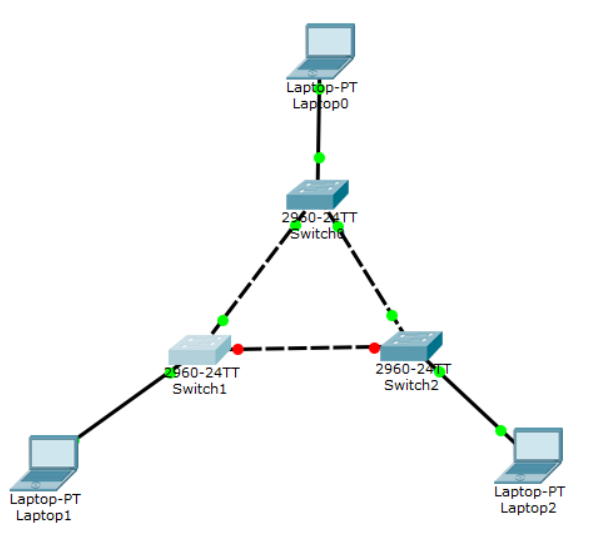 Laptop-PT
Laptop0
2960-24TT
Switch0
2960-24TT
Switch1
2960-24TT
Switch2
Laptop-PT
Laptop1
Laptop-PT
Laptop2